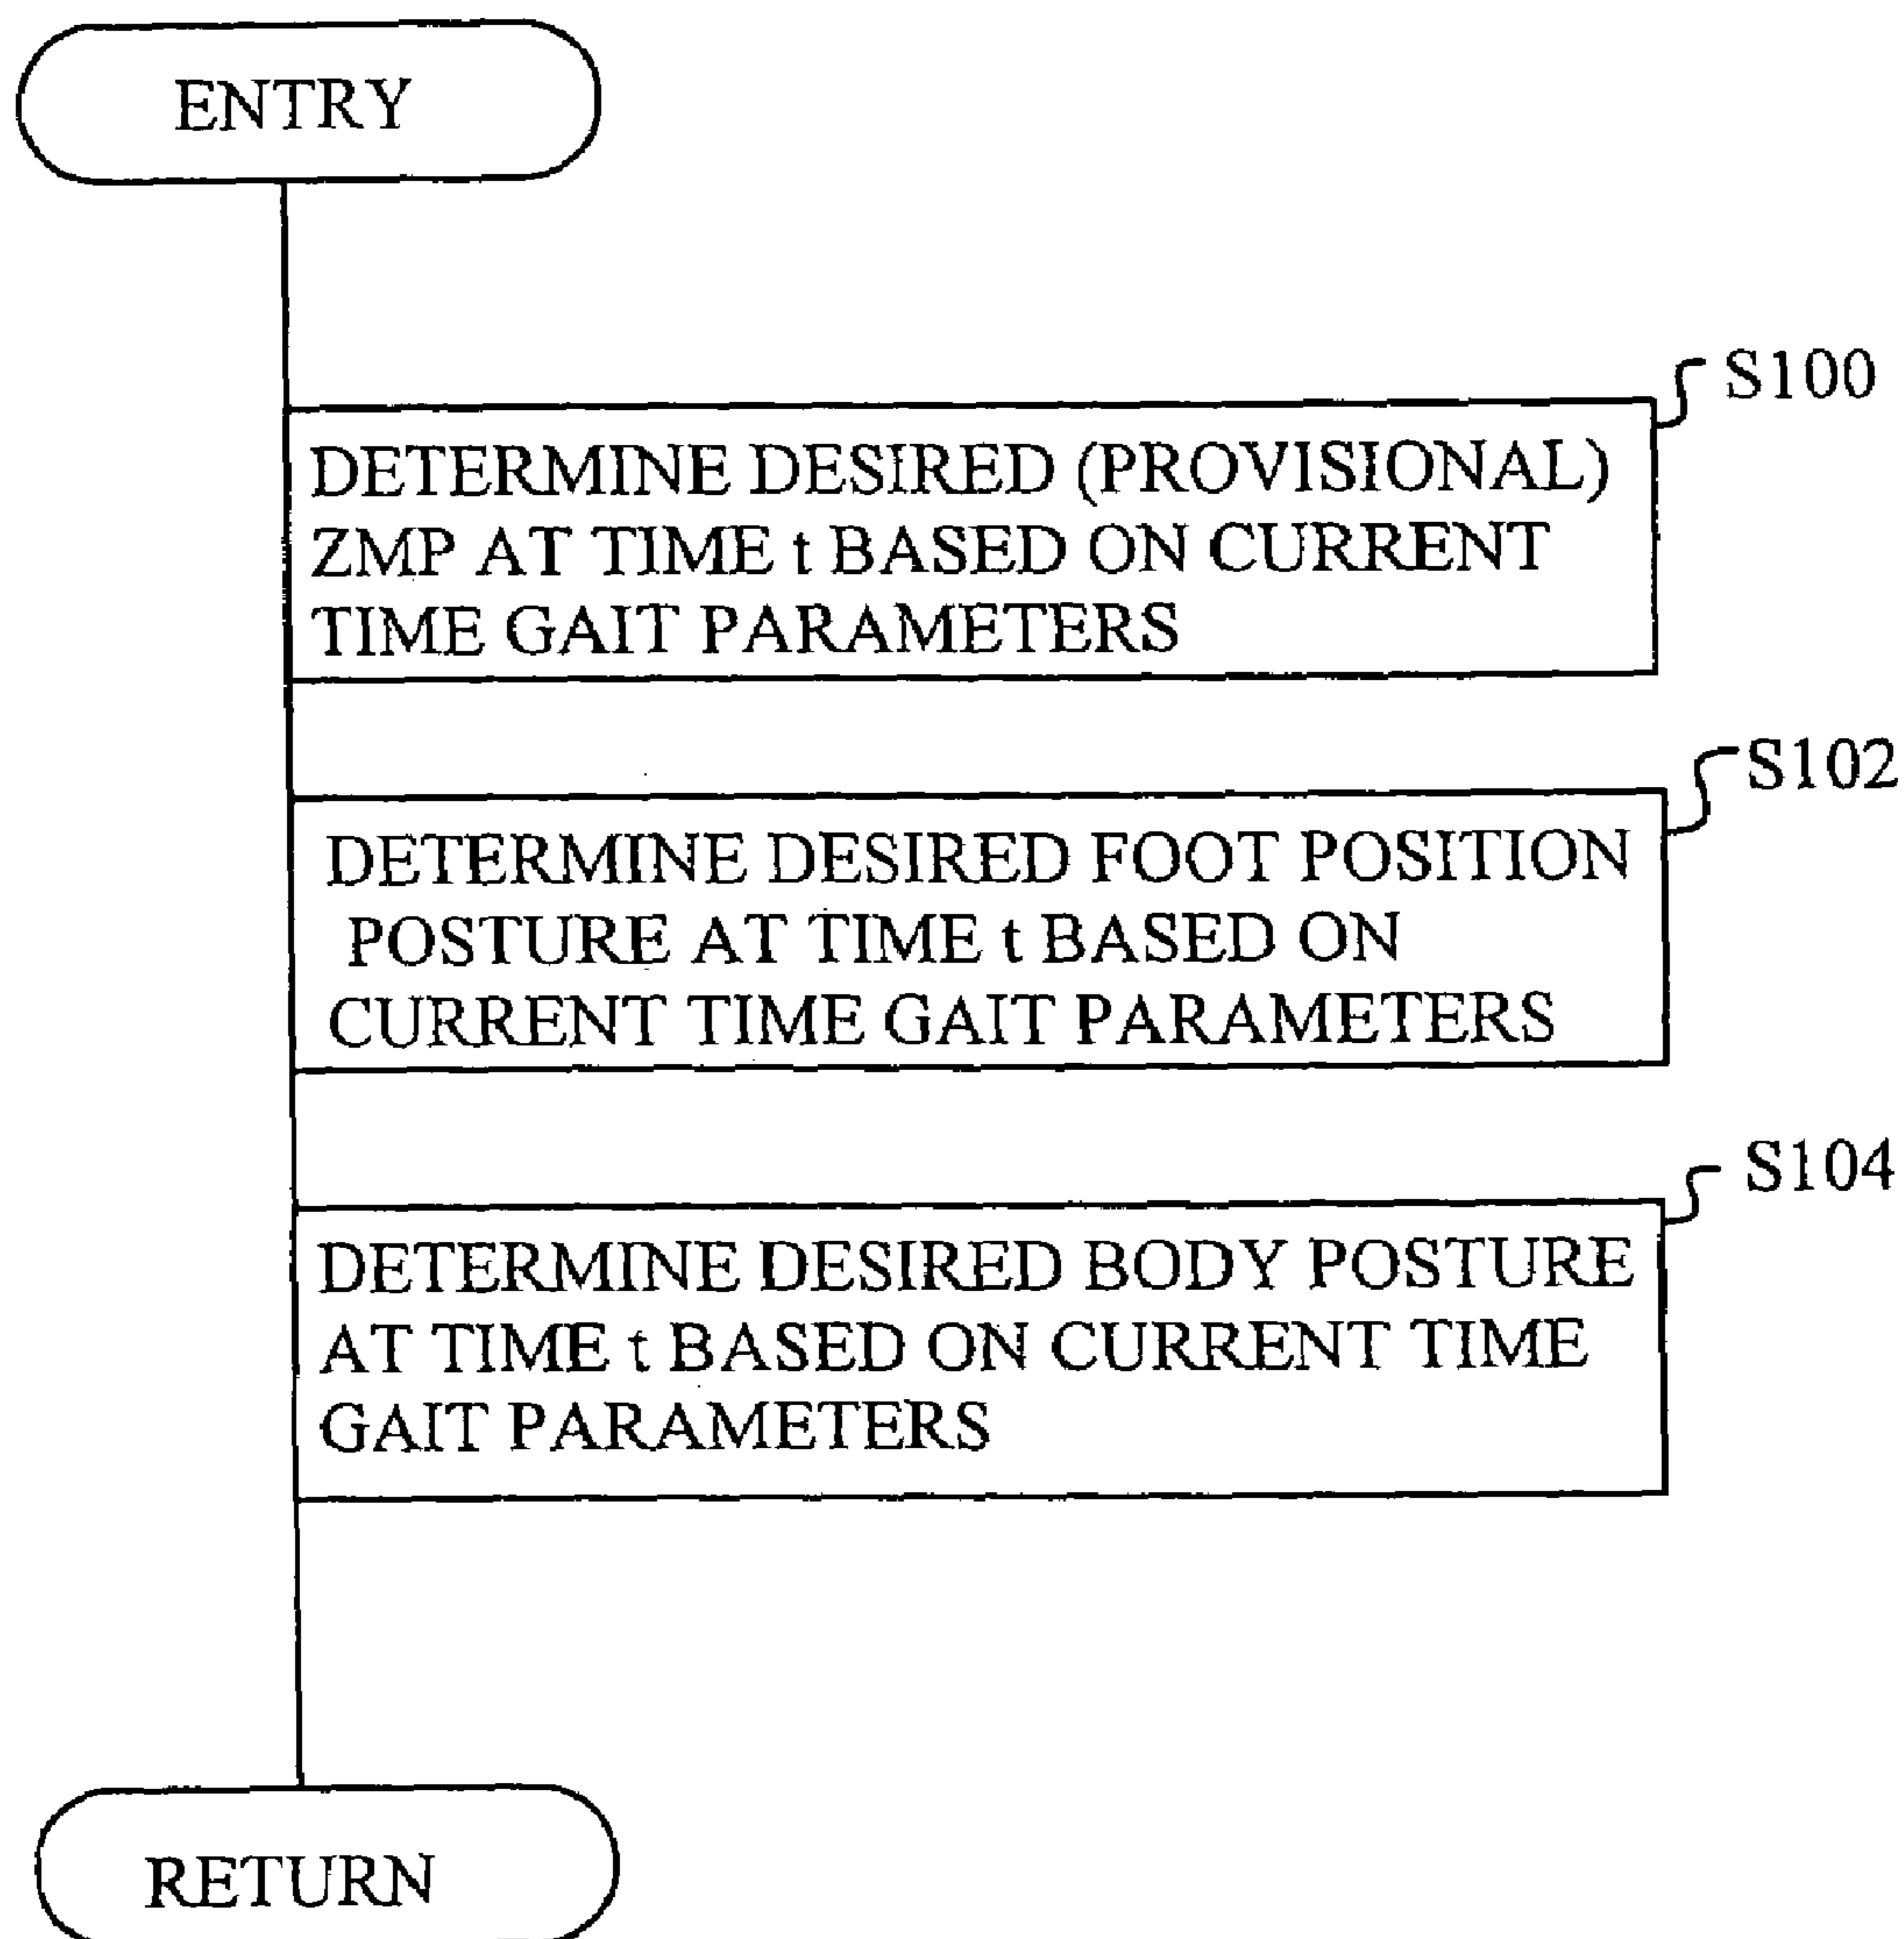 ENTRY
S100
DETERMINE DESIRED (PROVISIONAL)
ZMP AT TIME t BASED ON CURRENT
TIME GAIT PARAMETERS
S102
DETERMINE DESIRED FOOT POSITION
POSTURE AT TIME t BASED ON
CURRENT TIME GAIT PARAMETERS
S104
DETERMINE DESIRED BODY POSTURE
AT TIME t BASED ON CURRENT TIME
GAIT PARAMETERS
RETURN